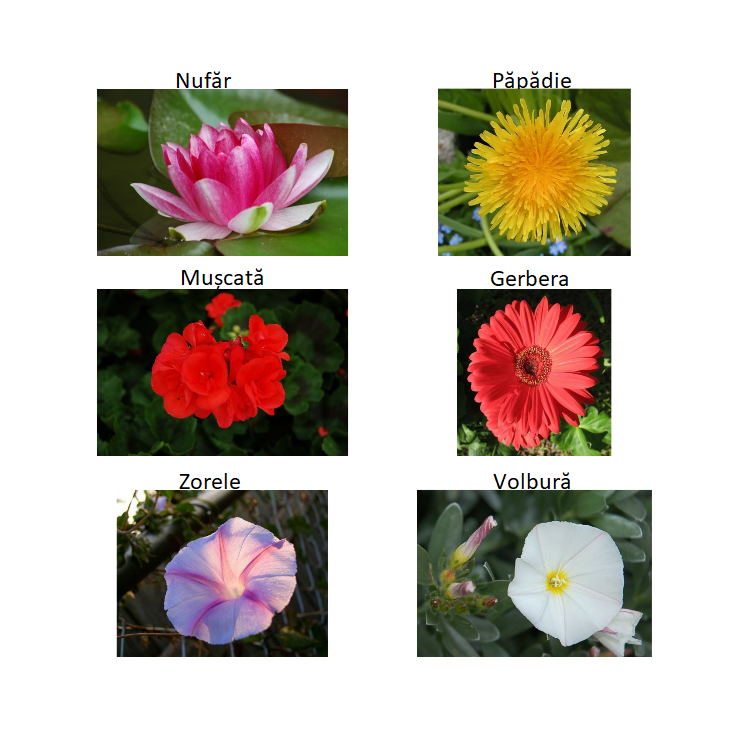 Nufăr
Păpădie
Mușcată
Gerbera
Zorele
Volbură